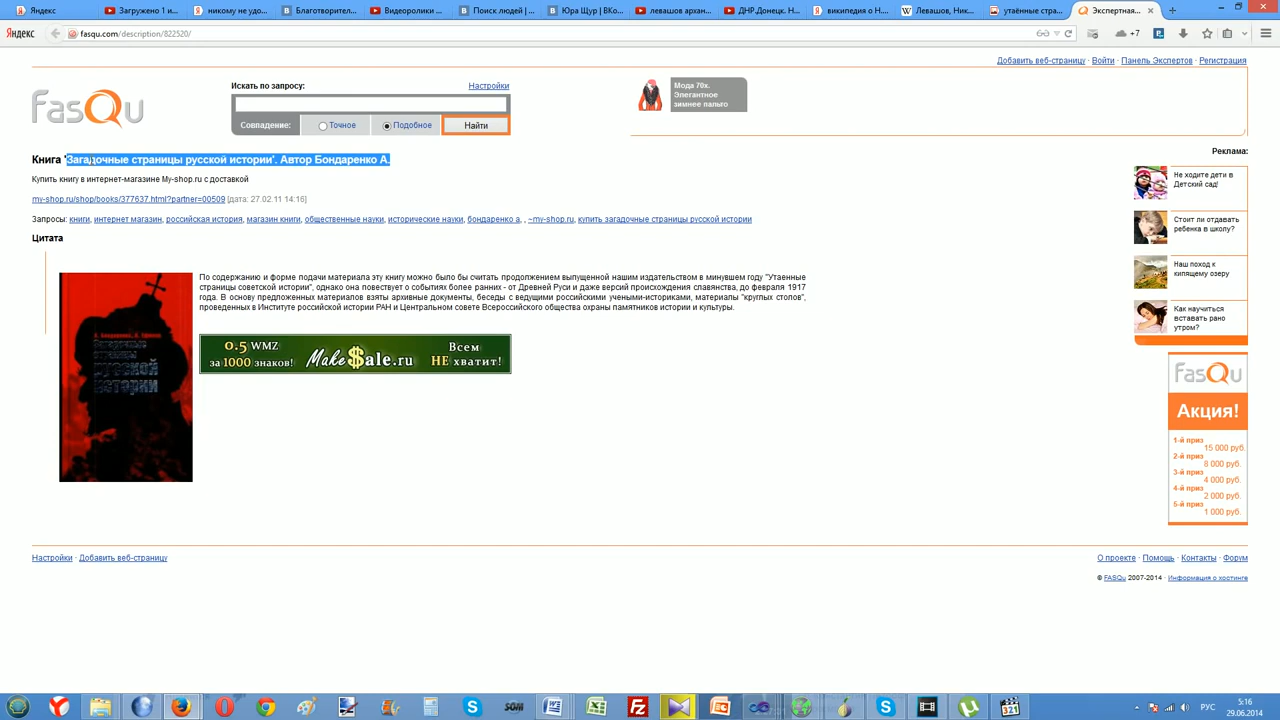 Яндекс
Загружено 1 ...
никому не удо...
Благотворител...
Поиск людей | ...
Юра Щур | ВКо...
Видеоролики ...
левашов архан...
ДНР.Донецк. М...
википедия о Н...
Левашов, Ник...
утаённые стра...
Экспертная...
Яндекс
fasqu.com/description/822520/
+7
Добавить веб-страницу · Войти · Панель Экспертов · Регистрация
FasQu
Искать по запросу:
Настройки
Совпадение:
Точное
Подобное
Найти
Мода 70х.
Элегантное
зимнее пальто
Книга 'Загадочные страницы русской истории'. Автор Бондаренко А.
Купить книгу в интернет-магазине My-shop.ru с доставкой
my-shop.ru/shop/books/377637.html?partner=00509 [дата: 27.02.11 14:16]
Запросы: книги, интернет магазин, российская история, магазин книги, общественные науки, исторические науки, бондаренко а, , ~my-shop.ru, купить загадочные страницы русской истории
Цитата
По содержанию и форме подачи материала эту книгу можно было бы считать продолжением выпущенной нашим издательством в минувшем году "Утаенные
страницы советской истории", однако она повествует о событиях более ранних - от Древней Руси и даже версий происхождения славянства, до февраля 1917
года. В основу предложенных материалов взяты архивные документы, беседы с ведущими российскими учеными-историками, материалы "круглых столов",
проведенных в Институте российской истории РАН и Центральном совете Всероссийского общества охраны памятников истории и культуры.
Загадочные
страницы
русской
истории
0.5 WMZ
за 1000 знаков!
Make$ale.ru
Всем
НЕ хватит!
Реклама:
Не ходите дети в
Детский сад!
Стоит ли отдавать
ребенка в школу?
Наш поход к
кипящему озеру
Как научиться
вставать рано
утром?
FasQu
Акция!
1-й приз
15 000 руб.
2-й приз
8 000 руб.
3-й приз
4 000 руб.
4-й приз
2 000 руб.
5-й приз
1 000 руб.
Настройки · Добавить веб-страницу
О проекте · Помощь · Контакты · Форум
© FASQu 2007-2014 · Информация о хостинге
SOM
321
РУС
5:16
29.06.2014